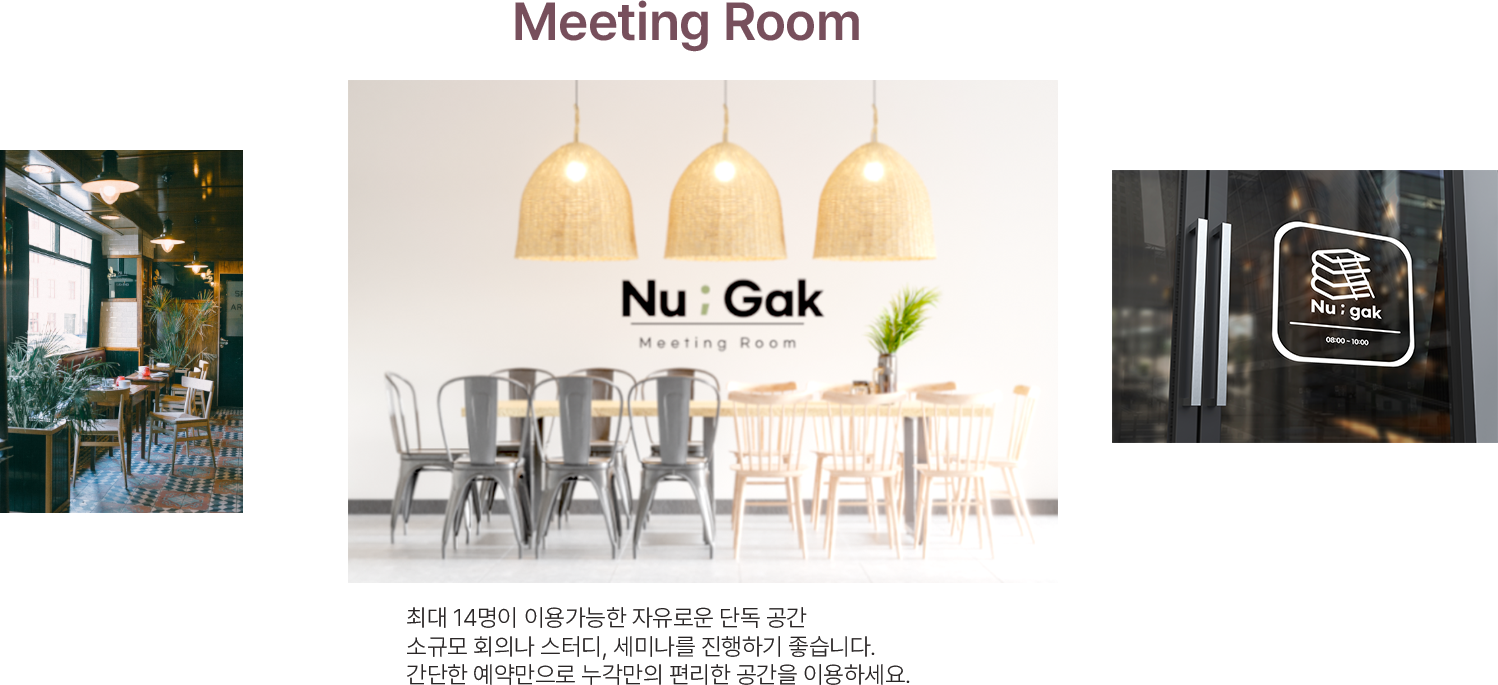 Meeting Room
Nu ; Gak
Meeting Room
Nu ; gak
08:00 - 10:00
최대 14명이 이용가능한 자유로운 단독 공간
소규모 회의나 스터디, 세미나를 진행하기 좋습니다.
간단한 예약만으로 누각만의 편리한 공간을 이용하세요.